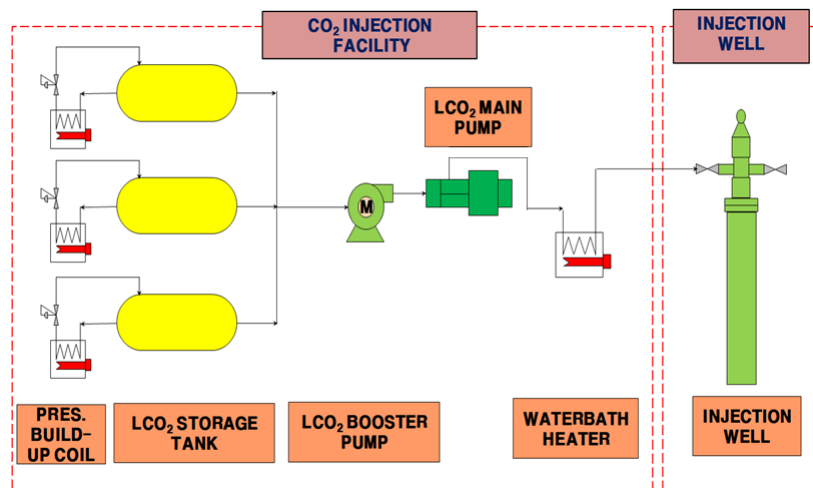 CO₂ INJECTION
FACILITY
INJECTION
WELL
LCO₂ MAIN
PUMP
M
PRES.
BUILD–
UP COIL
LCO₂ STORAGE
TANK
LCO₂ BOOSTER
PUMP
WATERBATH
HEATER
INJECTION
WELL